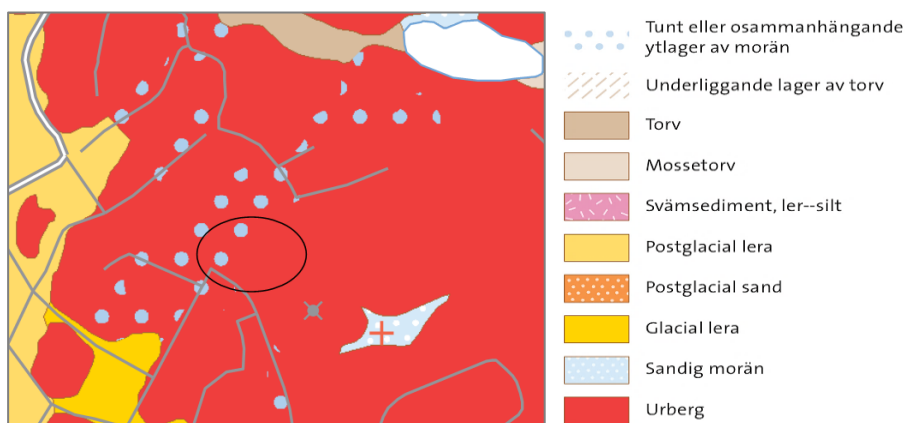 Tunt eller osammanhängande
ytlager av morän
Underliggande lager av torv
Torv
Mossetorv
Svämsediment, ler--silt
Postglacial lera
Postglacial sand
Glacial lera
Sandig morän
Urberg